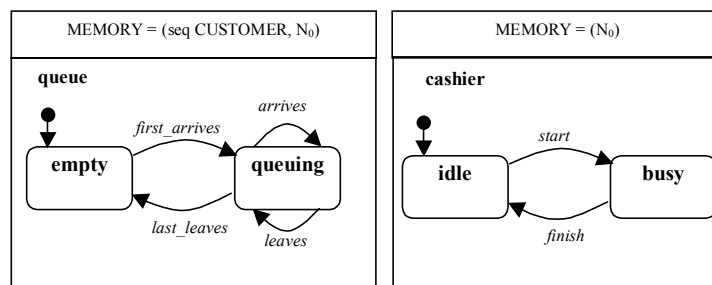 MEMORY = (seq CUSTOMER, N₀)
queue
first_arrives
arrives
empty
queuing
last_leaves
leaves
MEMORY = (N₀)
cashier
start
idle
busy
finish